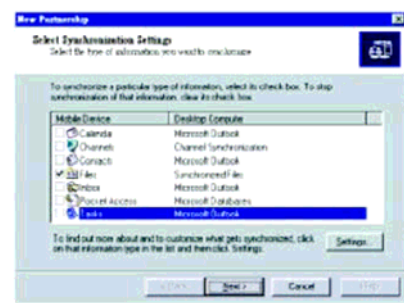 New Partnership
Select Synchronization Settings
Select the type of information you want to synchronize
To synchronize a particular type of information, select its check box. To stop
synchronization of that information, clear its check box.
Mobile Device Desktop Computer
Calendar Microsoft Outlook
Channels Channel Synchronization
Contacts Microsoft Outlook
Files Synchronized Files
Inbox Microsoft Outlook
Pocket Access Microsoft Databases
Tasks Microsoft Outlook
To find out more about and to customize what gets synchronized, click
on that information type in the list and then click Settings.
Settings...
< Back Next > Cancel Help